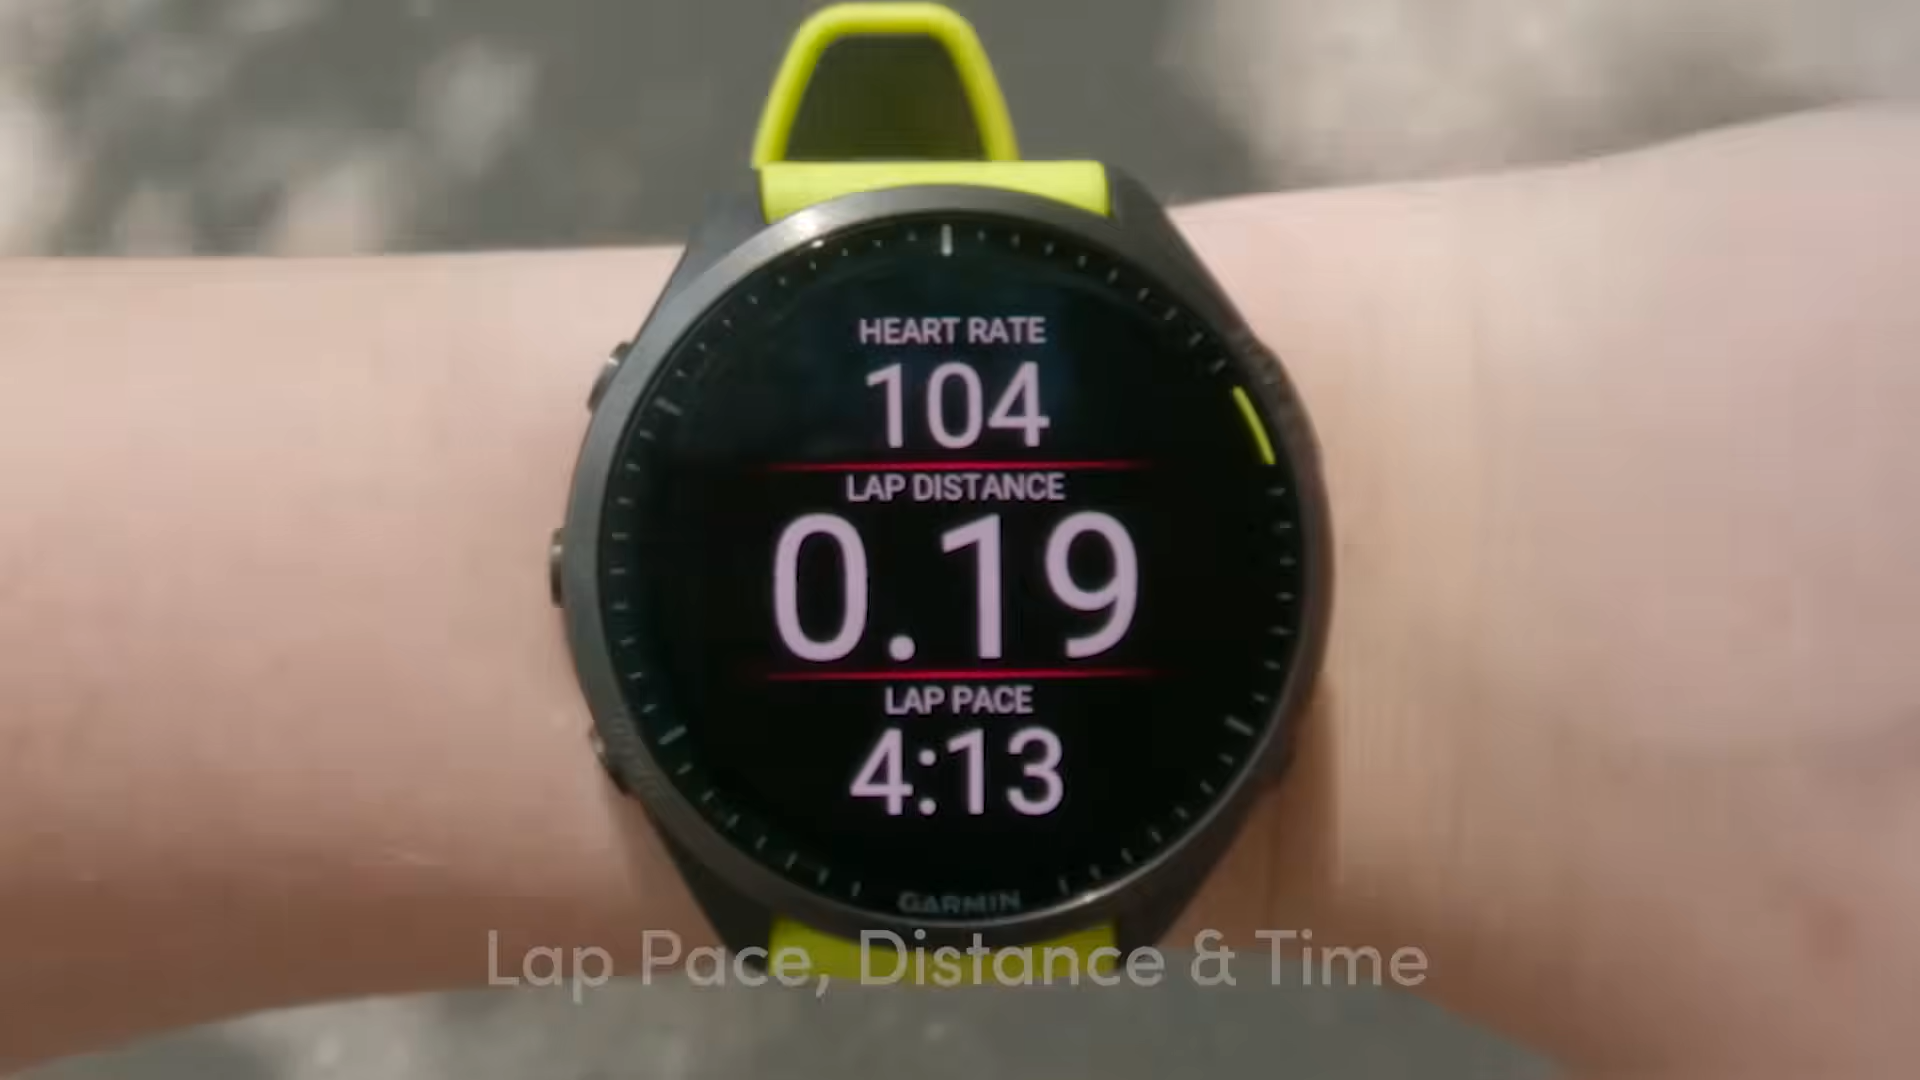 HEART RATE
104
LAP DISTANCE
0.19
LAP PACE
4:13
GARMIN
Lap Pace, Distance & Time